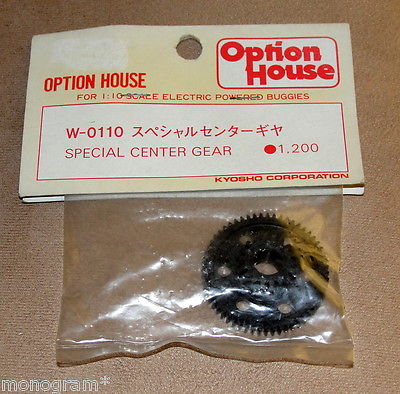 Option
House
OPTION HOUSE
FOR 1:10 SCALE ELECTRIC POWERED BUGGIES
W-0110 スペシャルセンターギヤ
SPECIAL CENTER GEAR ●1,200
KYOSHO CORPORATION
monogram*